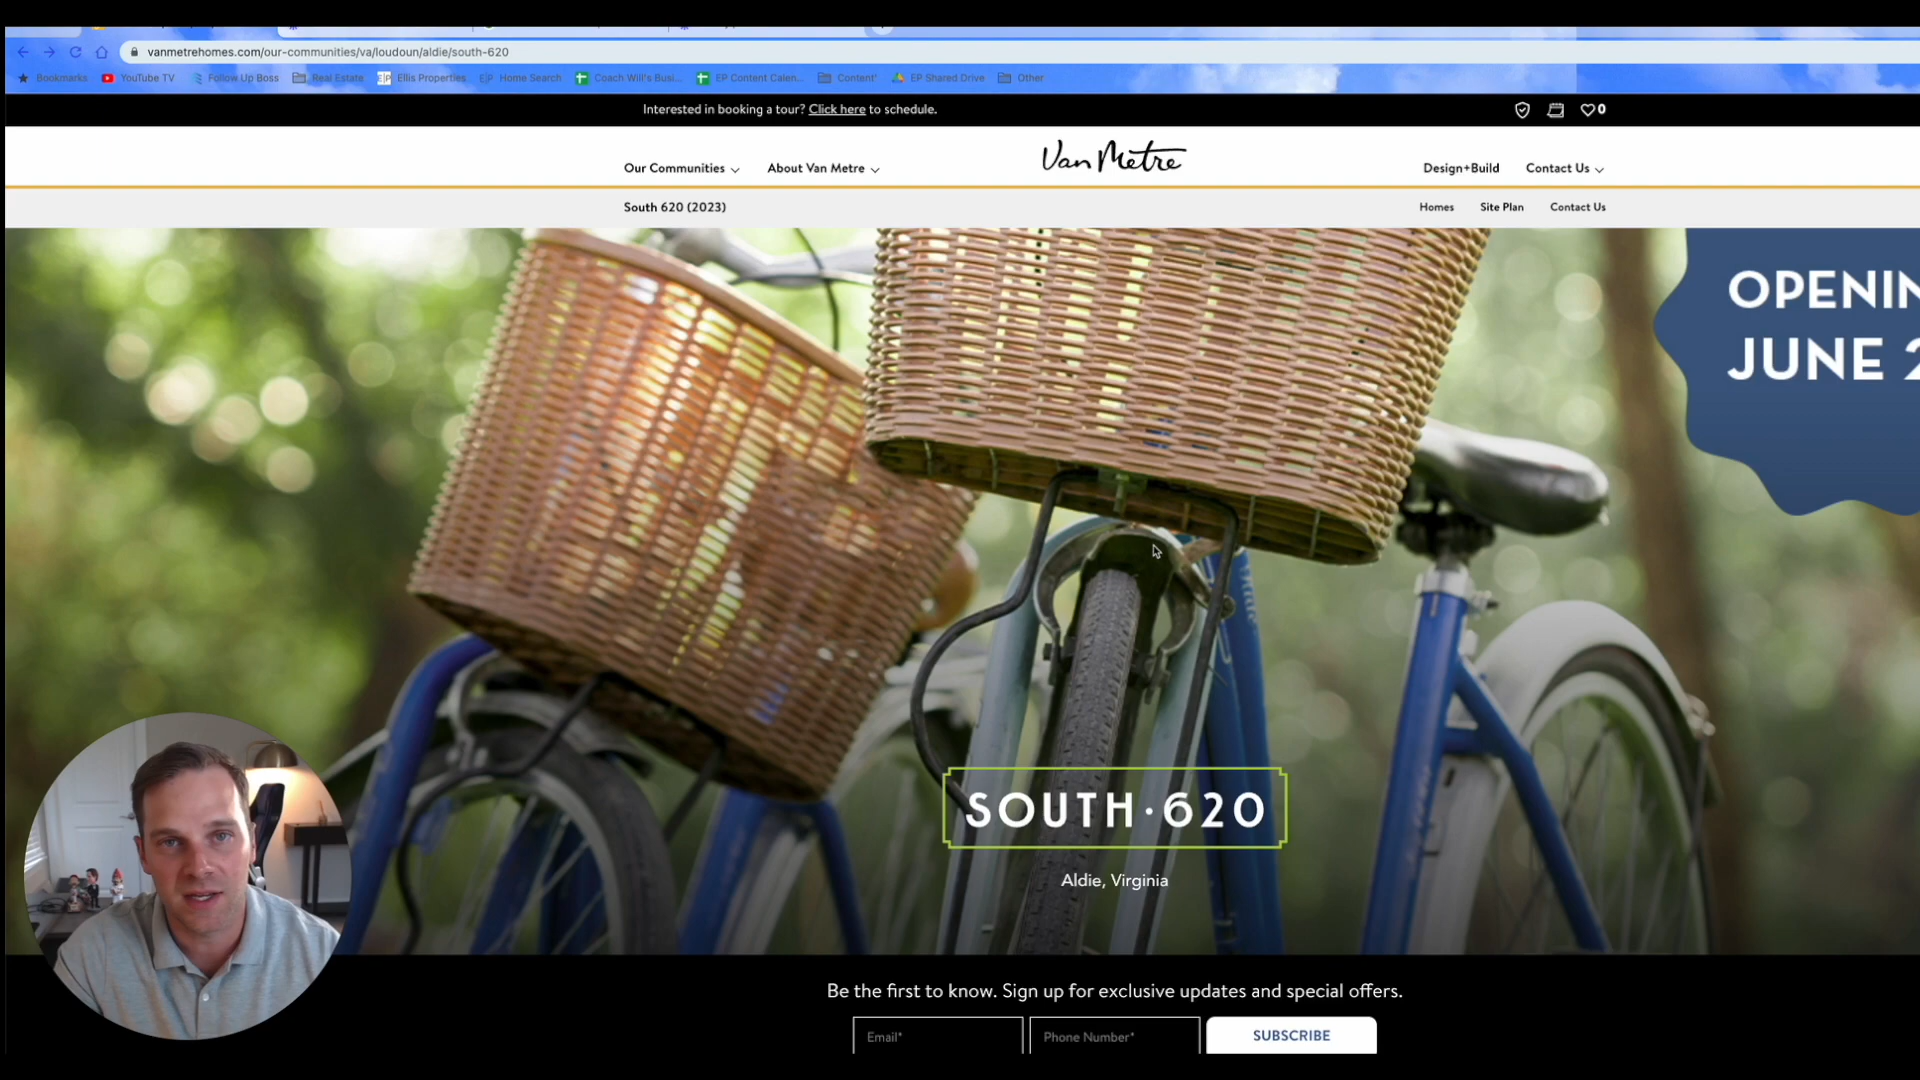 vanmetrehomes.com/our-communities/va/loudoun/aldie/south-620
Bookmarks YouTube TV Follow Up Boss Real Estate E|P Ellis Properties E|P Home Search Coach Will's Busi... EP Content Calen... Content' EP Shared Drive Other
Interested in booking a tour? Click here to schedule.
0
Our Communities About Van Metre Van Metre Design+Build Contact Us
South 620 (2023) Homes Site Plan Contact Us
JUNE
SOUTH·620
Aldie, Virginia
Be the first to know. Sign up for exclusive updates and special offers.
Email* Phone Number* SUBSCRIBE